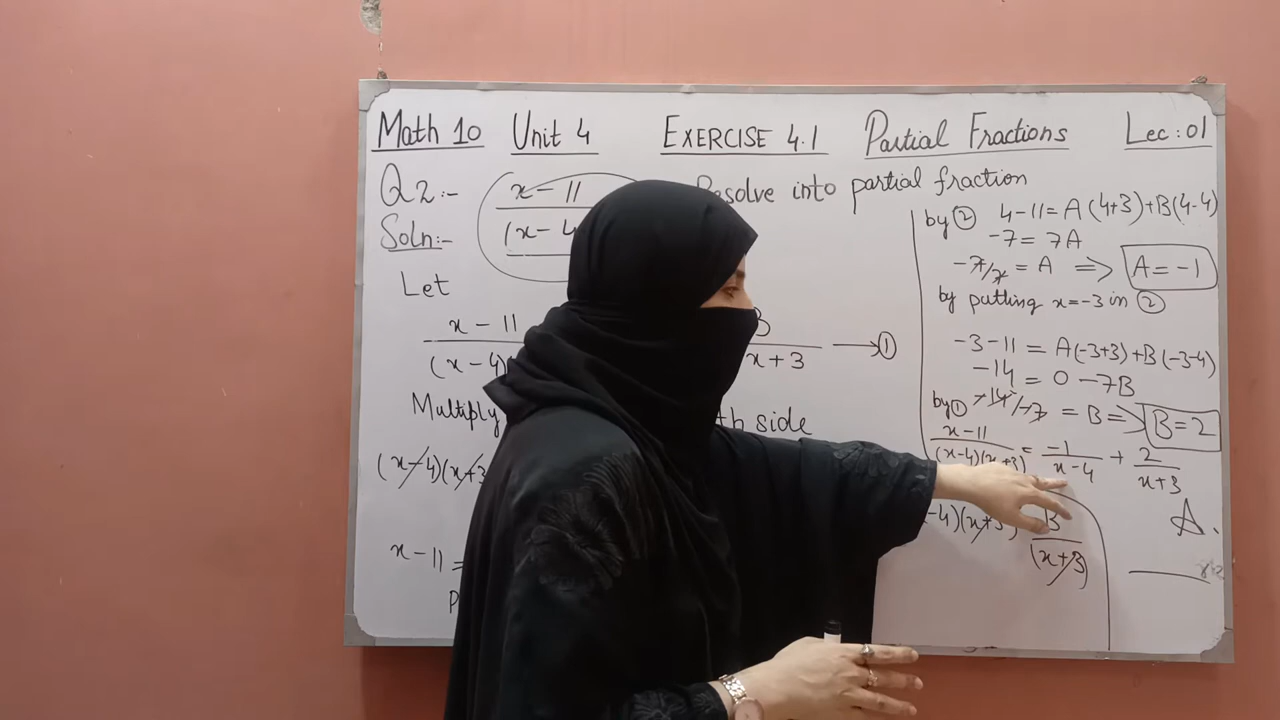 Math 10 Unit 4 EXERCISE 4.1 Partial Fractions Lec: 01
Q2:- x-11 Resolve into partial fraction
Soln:- (x-4
Let
x-11 B
(x-4) x+3 →①
Multiply th side
(x-4)(x+3
x-11 =
P
by② 4-11=A(4+3)+B(4-4)
-7=7A
-7/7=A => A=-1
by putting x=-3 in ②
-3-11=A(-3+3)+B(-3-4)
-14=0-7B
by① -14/-7=B=> B=2
x-11/(x-4)(x+3)=-1/x-4+2/x+3
-4)(x+3) B/(x+3)
A.